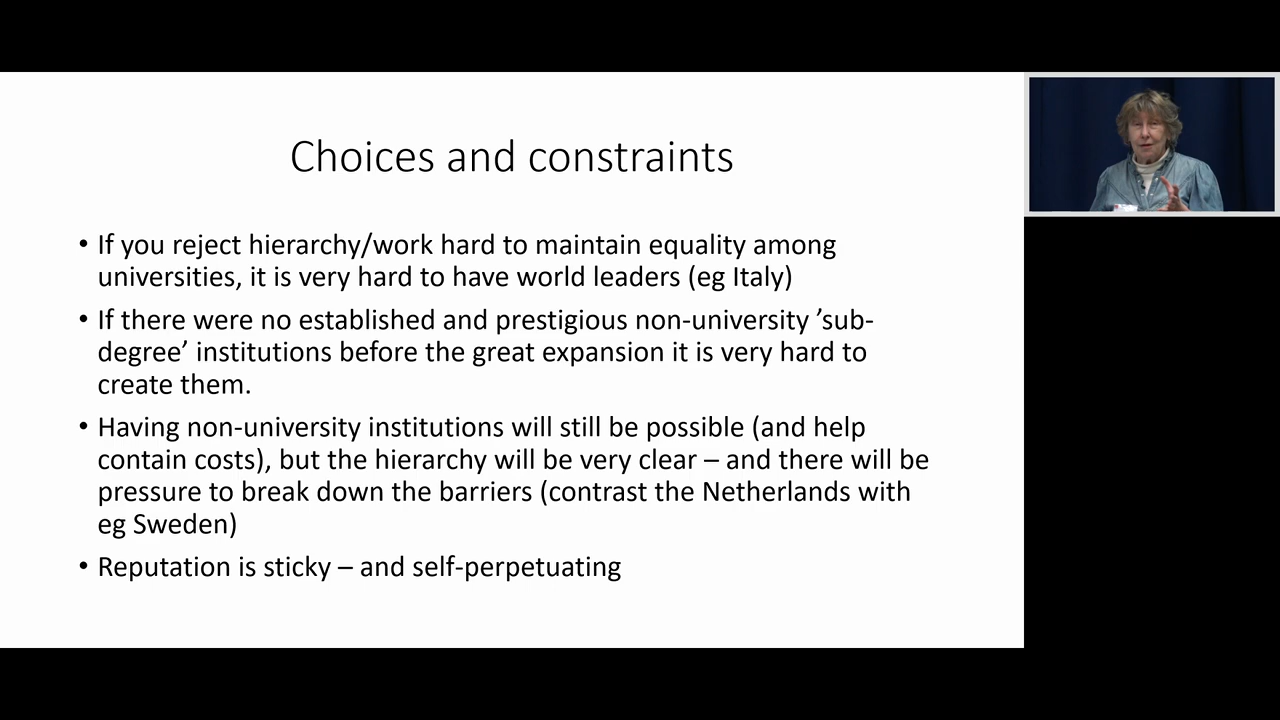 Choices and constraints
• If you reject hierarchy/work hard to maintain equality among
universities, it is very hard to have world leaders (eg Italy)
• If there were no established and prestigious non-university ’sub-
degree’ institutions before the great expansion it is very hard to
create them.
• Having non-university institutions will still be possible (and help
contain costs), but the hierarchy will be very clear – and there will be
pressure to break down the barriers (contrast the Netherlands with
eg Sweden)
• Reputation is sticky – and self-perpetuating